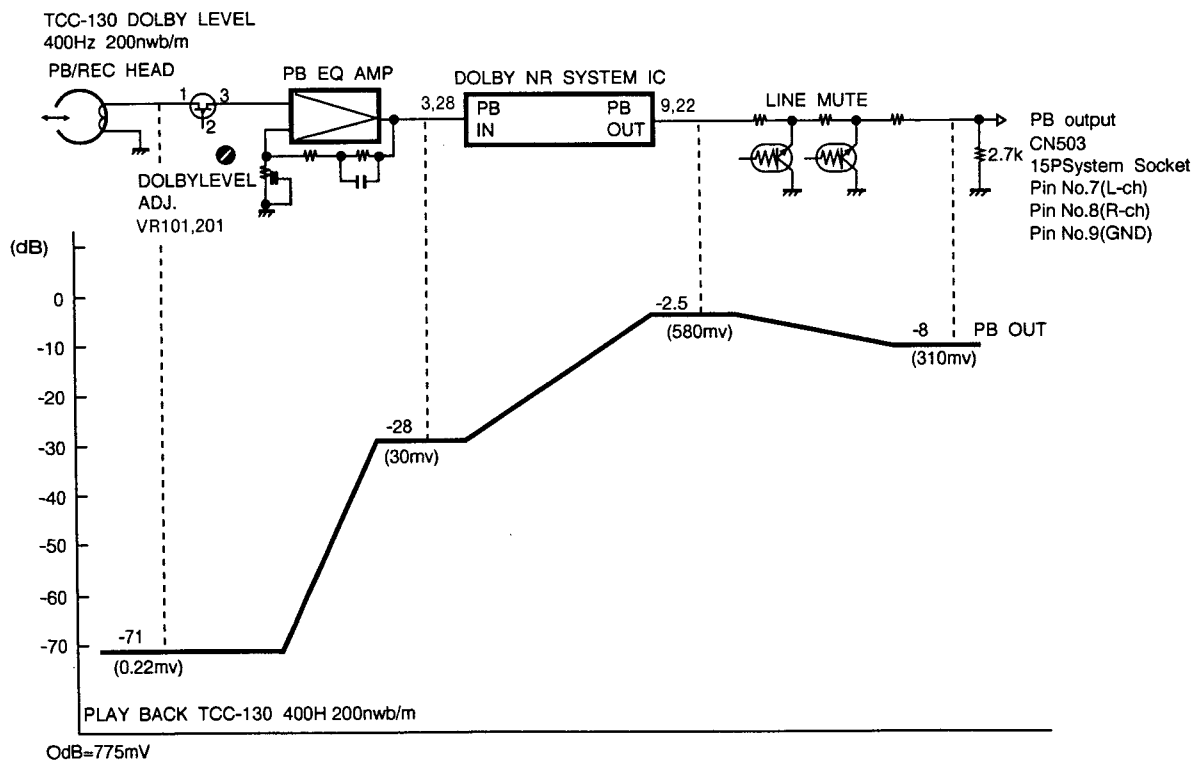 TCC-130 DOLBY LEVEL
400Hz 200nwb/m
PB/REC HEAD
1
3
2
PB EQ AMP
DOLBY NR SYSTEM IC
3,28
PB
IN
PB
OUT
9,22
LINE MUTE
2.7k
PB output
CN503
15PSystem Socket
Pin No.7(L-ch)
Pin No.8(R-ch)
Pin No.9(GND)
DOLBYLEVEL
ADJ.
VR101,201
(dB)
0
-10
-20
-30
-40
-50
-60
-70
-71
(0.22mv)
-28
(30mv)
-2.5
(580mv)
-8
(310mv)
PB OUT
PLAY BACK TCC-130 400H 200nwb/m
OdB=775mV